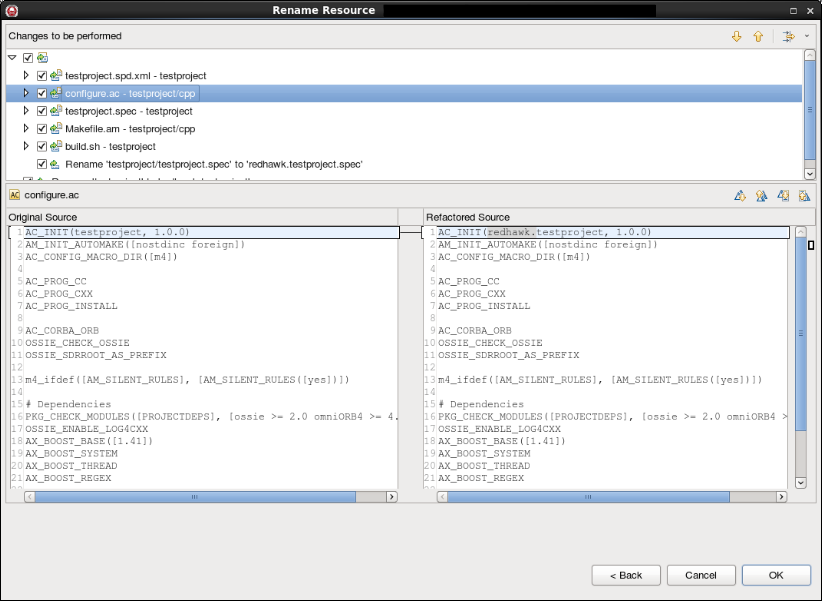 Rename Resource
Changes to be performed
testproject.spd.xml - testproject
configure.ac - testproject/cpp
testproject.spec - testproject
Makefile.am - testproject/cpp
build.sh - testproject
Rename 'testproject/testproject.spec' to 'redhawk.testproject.spec'
AC configure.ac
Original Source
1 AC_INIT(testproject, 1.0.0)
2 AM_INIT_AUTOMAKE([nostdinc foreign])
3 AC_CONFIG_MACRO_DIR([m4])
4
5 AC_PROG_CC
6 AC_PROG_CXX
7 AC_PROG_INSTALL
8
9 AC_CORBA_ORB
10 OSSIE_CHECK_OSSIE
11 OSSIE_SDRROOT_AS_PREFIX
12
13 m4_ifdef([AM_SILENT_RULES], [AM_SILENT_RULES([yes])])
14
15 # Dependencies
16 PKG_CHECK_MODULES([PROJECTDEPS], [ossie >= 2.0 omniORB4 >= 4.
17 OSSIE_ENABLE_LOG4CXX
18 AX_BOOST_BASE([1.41])
19 AX_BOOST_SYSTEM
20 AX_BOOST_THREAD
21 AX_BOOST_REGEX
Refactored Source
1 AC_INIT(redhawk.testproject, 1.0.0)
2 AM_INIT_AUTOMAKE([nostdinc foreign])
3 AC_CONFIG_MACRO_DIR([m4])
4
5 AC_PROG_CC
6 AC_PROG_CXX
7 AC_PROG_INSTALL
8
9 AC_CORBA_ORB
10 OSSIE_CHECK_OSSIE
11 OSSIE_SDRROOT_AS_PREFIX
12
13 m4_ifdef([AM_SILENT_RULES], [AM_SILENT_RULES([yes])])
14
15 # Dependencies
16 PKG_CHECK_MODULES([PROJECTDEPS], [ossie >= 2.0 omniORB4 >
17 OSSIE_ENABLE_LOG4CXX
18 AX_BOOST_BASE([1.41])
19 AX_BOOST_SYSTEM
20 AX_BOOST_THREAD
21 AX_BOOST_REGEX
< Back
Cancel
OK